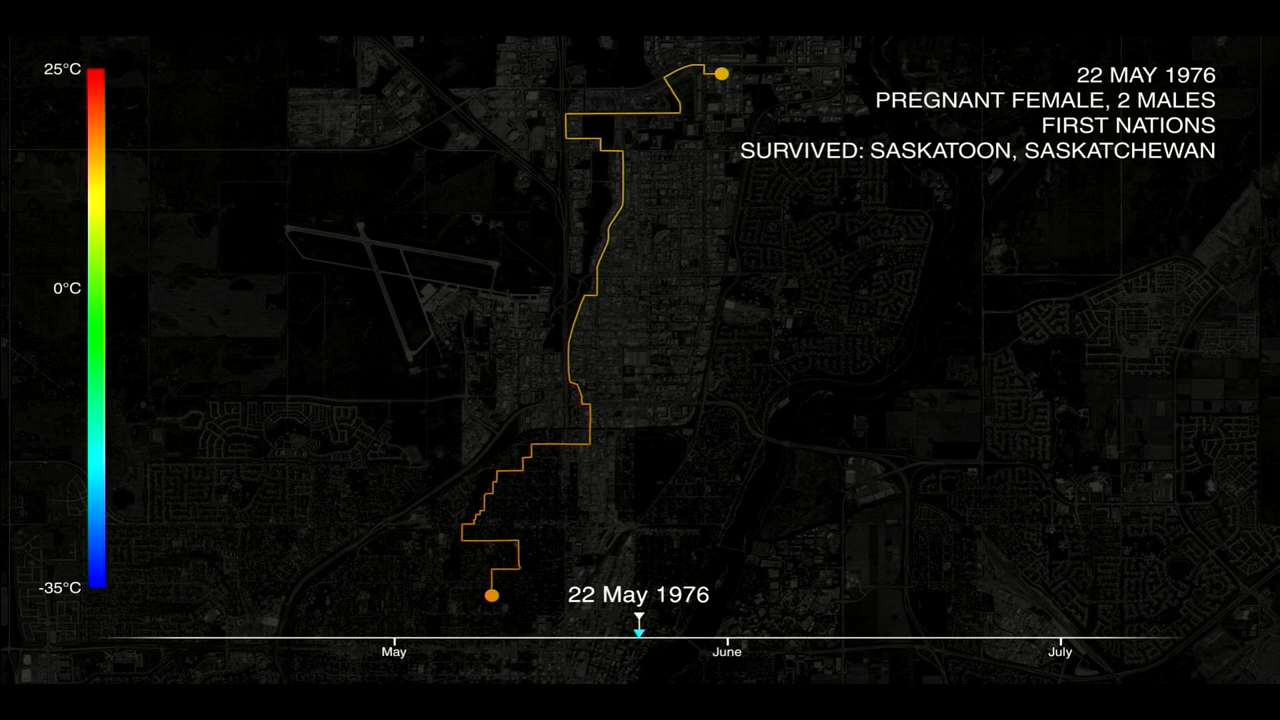 25°C
0°C
-35°C
22 MAY 1976
PREGNANT FEMALE, 2 MALES
FIRST NATIONS
SURVIVED: SASKATOON, SASKATCHEWAN
22 May 1976
May
June
July